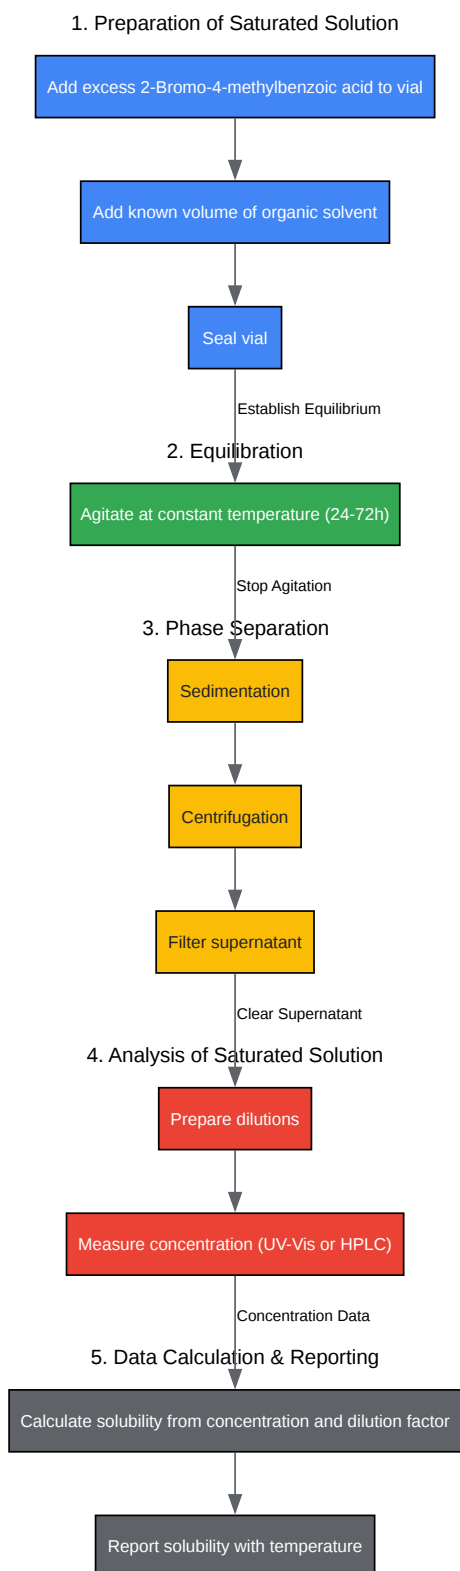 1. Preparation of Saturated Solution
Add excess 2-Bromo-4-methylbenzoic acid to vial
Add known volume of organic solvent
Seal vial
Establish Equilibrium
2. Equilibration
Agitate at constant temperature (24-72h)
Stop Agitation
3. Phase Separation
Sedimentation
Centrifugation
Filter supernatant
Clear Supernatant
4. Analysis of Saturated Solution
Prepare dilutions
Measure concentration (UV-Vis or HPLC)
Concentration Data
5. Data Calculation & Reporting
Calculate solubility from concentration and dilution factor
Report solubility with temperature